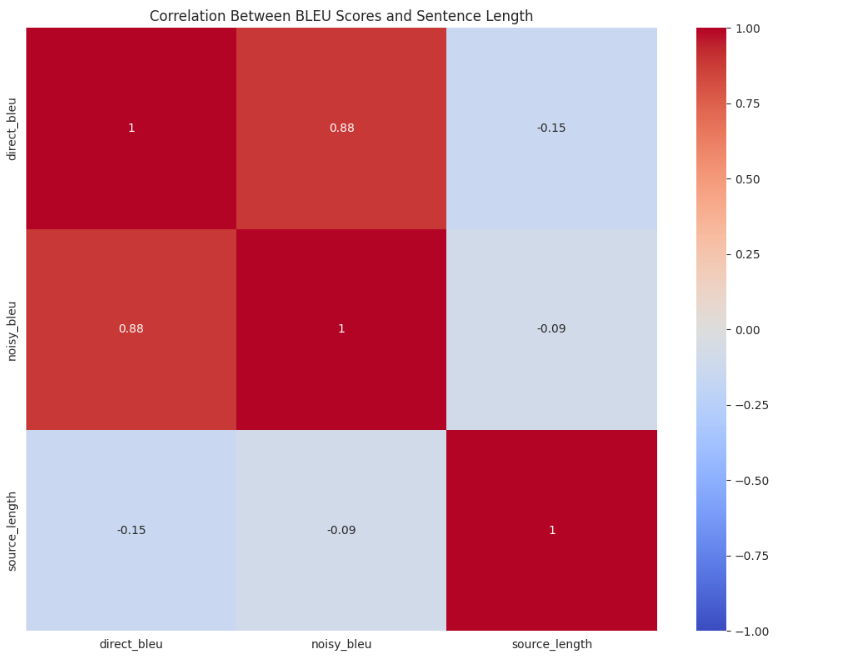 Correlation Between BLEU Scores and Sentence Length
direct_bleu
1
0.88
-0.15
noisy_bleu
0.88
1
-0.09
source_length
-0.15
-0.09
1
direct_bleu
noisy_bleu
source_length
1.00
0.75
0.50
0.25
0.00
−0.25
−0.50
−0.75
−1.00